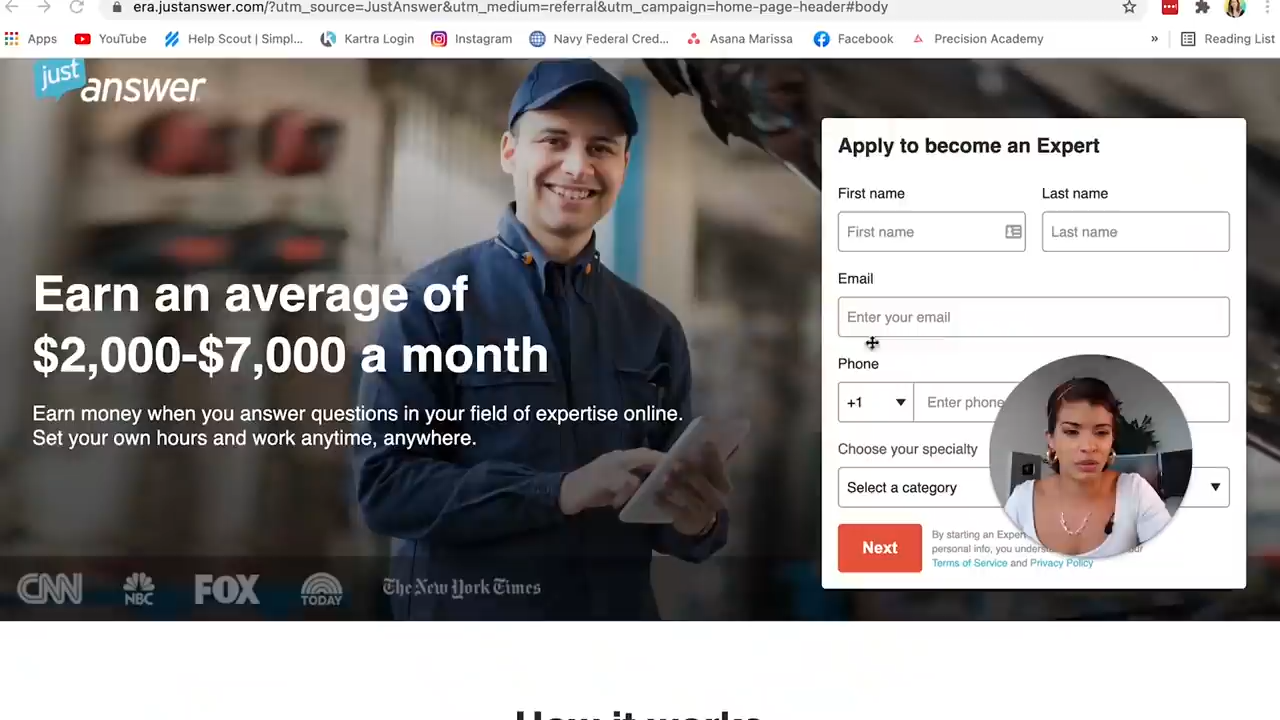 era.justanswer.com/?utm_source=JustAnswer&utm_medium=referral&utm_campaign=home-page-header#body
Apps YouTube Help Scout | Simpl... Kartra Login Instagram Navy Federal Cred... Asana Marissa Facebook Precision Academy » Reading List
just
answer
Earn an average of
$2,000-$7,000 a month
Earn money when you answer questions in your field of expertise online.
Set your own hours and work anytime, anywhere.
CNN NBC FOX TODAY The New York Times
Apply to become an Expert
First name Last name
First name Last name
Email
Enter your email
Phone
+1 Enter phone
Choose your specialty
Select a category
Next
By starting an Exper
personal info, you
Terms of Service and Privacy Policy
How it works